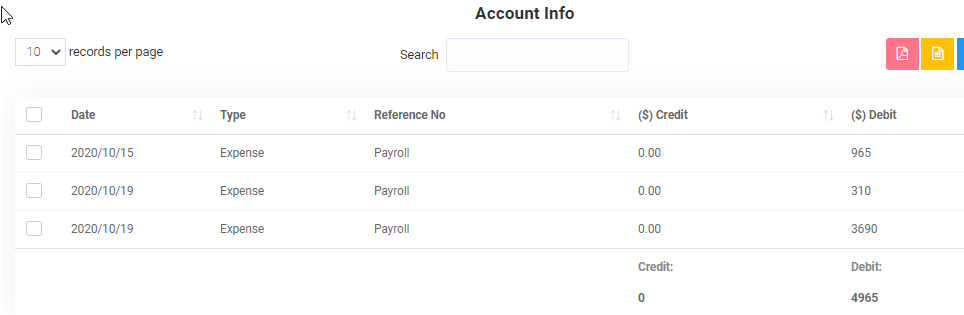 Account Info
10 records per page Search
Date Type Reference No ($) Credit ($) Debit
2020/10/15 Expense Payroll 0.00 965
2020/10/19 Expense Payroll 0.00 310
2020/10/19 Expense Payroll 0.00 3690
Credit: Debit:
0 4965